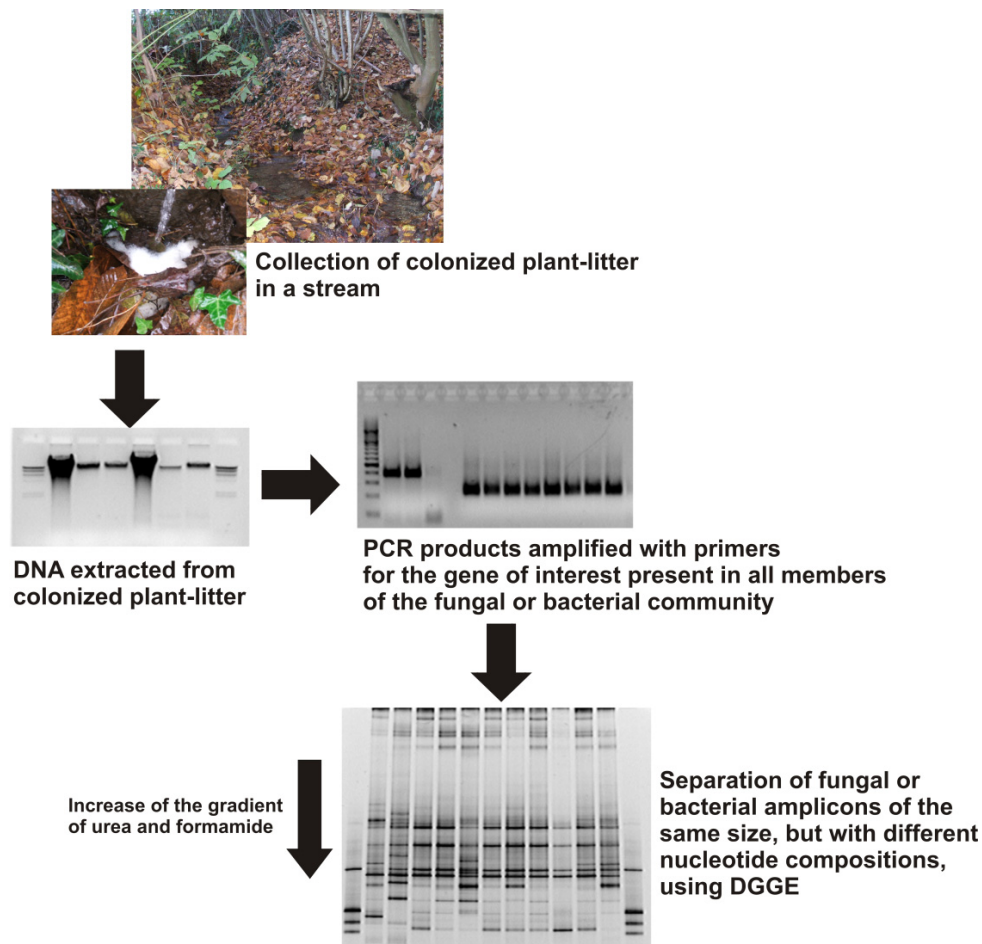 Collection of colonized plant-litter
in a stream
DNA extracted from
colonized plant-litter
PCR products amplified with primers
for the gene of interest present in all members
of the fungal or bacterial community
Increase of the gradient
of urea and formamide
Separation of fungal or
bacterial amplicons of the
same size, but with different
nucleotide compositions,
using DGGE